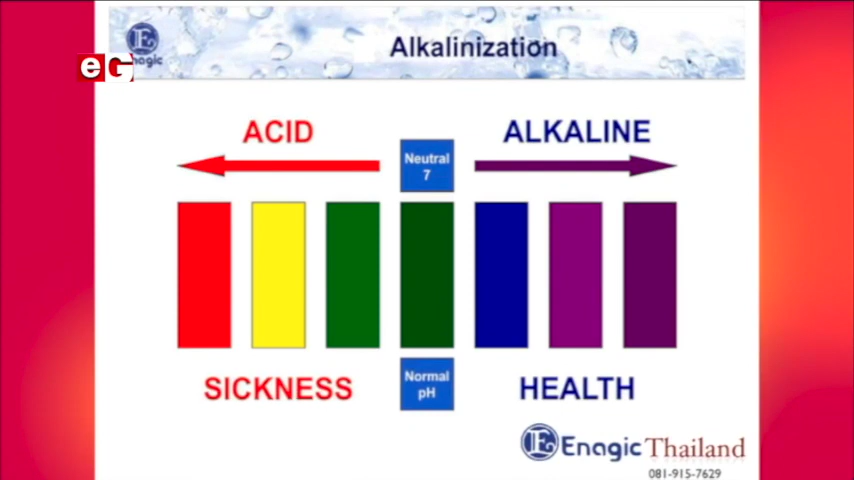 Alkalinization
Enagic
eG
ACID
ALKALINE
Neutral
7
SICKNESS
Normal
pH
HEALTH
Enagic Thailand
081-915-7629